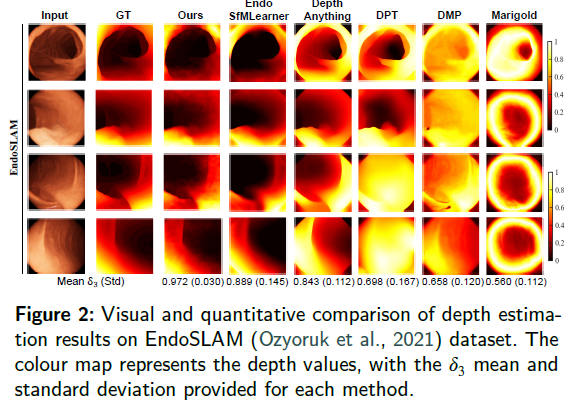 Input GT Ours Endo SfMLearner Depth Anything DPT DMP Marigold
EndoSLAM
1
0.8
0.6
0.4
0.2
0
1
0.8
0.6
0.4
0.2
0
Mean δ₃ (Std) 0.972 (0.030) 0.889 (0.145) 0.843 (0.112) 0.698 (0.167) 0.658 (0.120) 0.560 (0.112)
Figure 2: Visual and quantitative comparison of depth estima-
tion results on EndoSLAM (Ozyoruk et al., 2021) dataset. The
colour map represents the depth values, with the δ₃ mean and
standard deviation provided for each method.